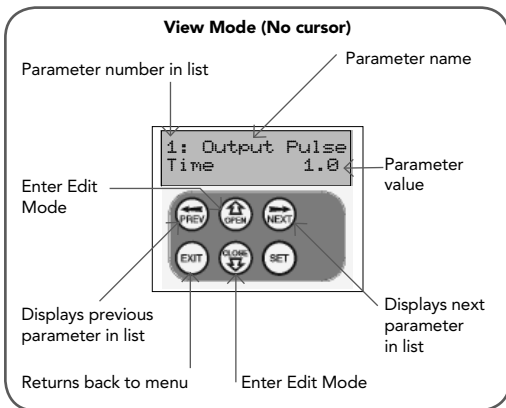 View Mode (No cursor)
Parameter number in list
Parameter name
1: Output Pulse
Time 1.0
Parameter
value
Enter Edit
Mode
PREV
OPEN
NEXT
EXIT
CLOSE
SET
Displays previous
parameter in list
Displays next
parameter
in list
Returns back to menu
Enter Edit Mode